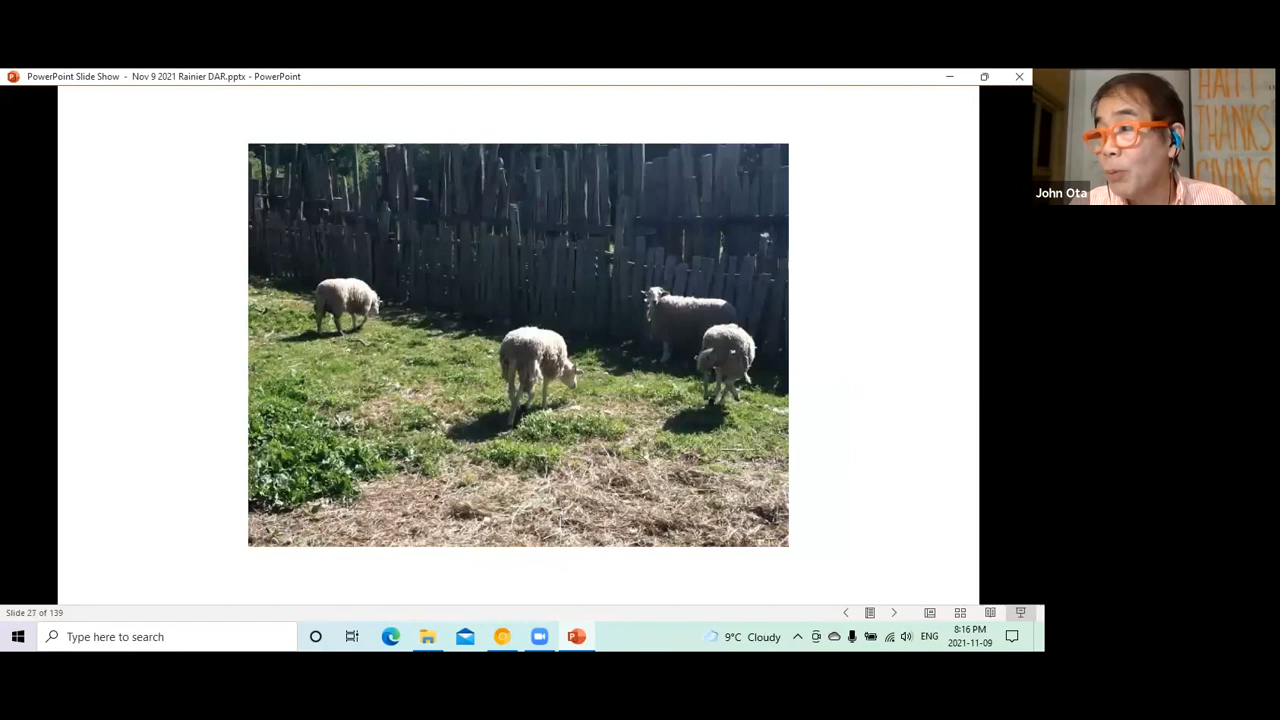 PowerPoint Slide Show - Nov 9 2021 Rainier DAR.pptx - PowerPoint
THANKS
John Ota
Slide 27 of 139
Type here to search
9°C Cloudy
ENG
8:16 PM
2021-11-09